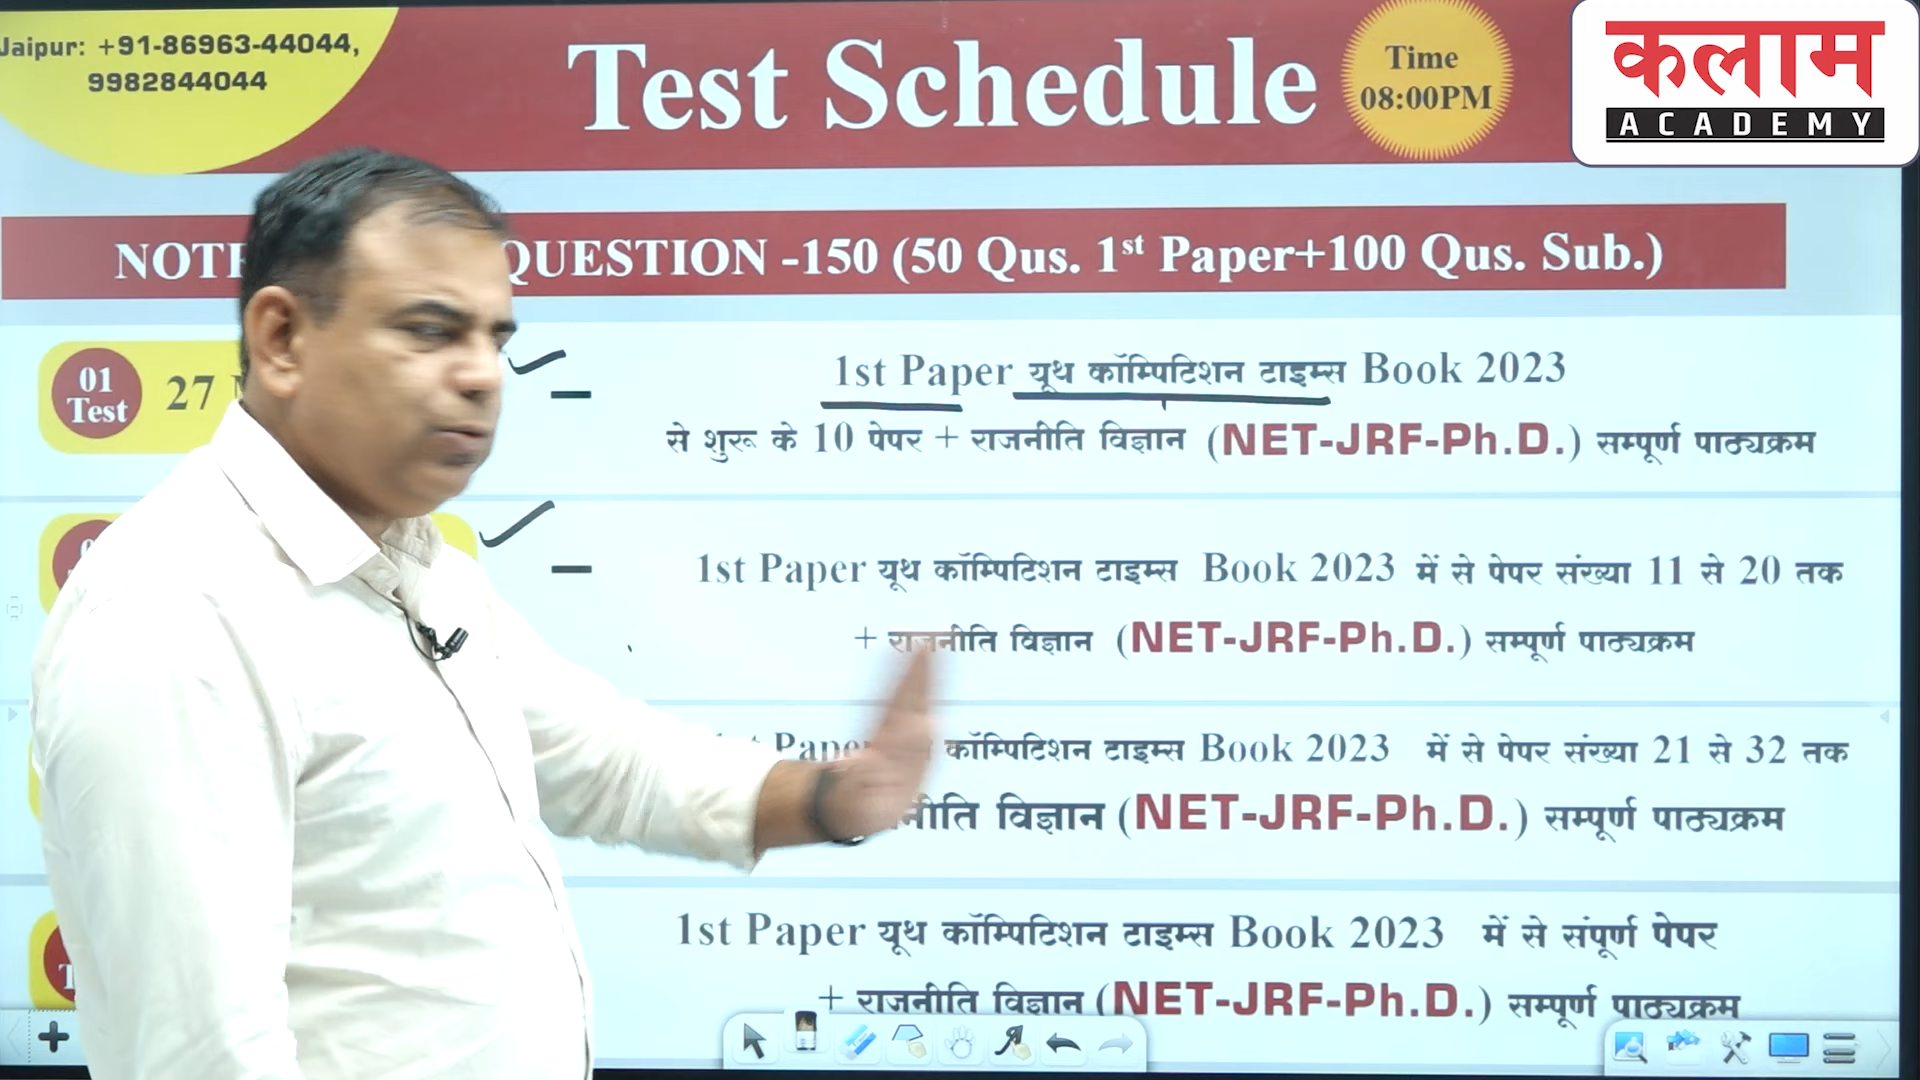 Jaipur: +91-86963-44044,
9982844044
Test Schedule
Time
08:00PM
कलाम
ACADEMY
QUESTION -150 (50 Qus. 1st Paper+100 Qus. Sub.)
01
Test
27
1st Paper यूथ कॉम्पिटिशन टाइम्स Book 2023
से शुरू के 10 पेपर + राजनीति विज्ञान (NET-JRF-Ph.D.) सम्पूर्ण पाठ्यक्रम
1st Paper यूथ कॉम्पिटिशन टाइम्स Book 2023 में से पेपर संख्या 11 से 20 तक
+ राजनीति विज्ञान (NET-JRF-Ph.D.) सम्पूर्ण पाठ्यक्रम
कॉम्पिटिशन टाइम्स Book 2023 में से पेपर संख्या 21 से 32 तक
विज्ञान (NET-JRF-Ph.D.) सम्पूर्ण पाठ्यक्रम
1st Paper यूथ कॉम्पिटिशन टाइम्स Book 2023 में से संपूर्ण पेपर
+ राजनीति विज्ञान (NET-JRF-Ph.D.) सम्पूर्ण पाठ्यक्रम